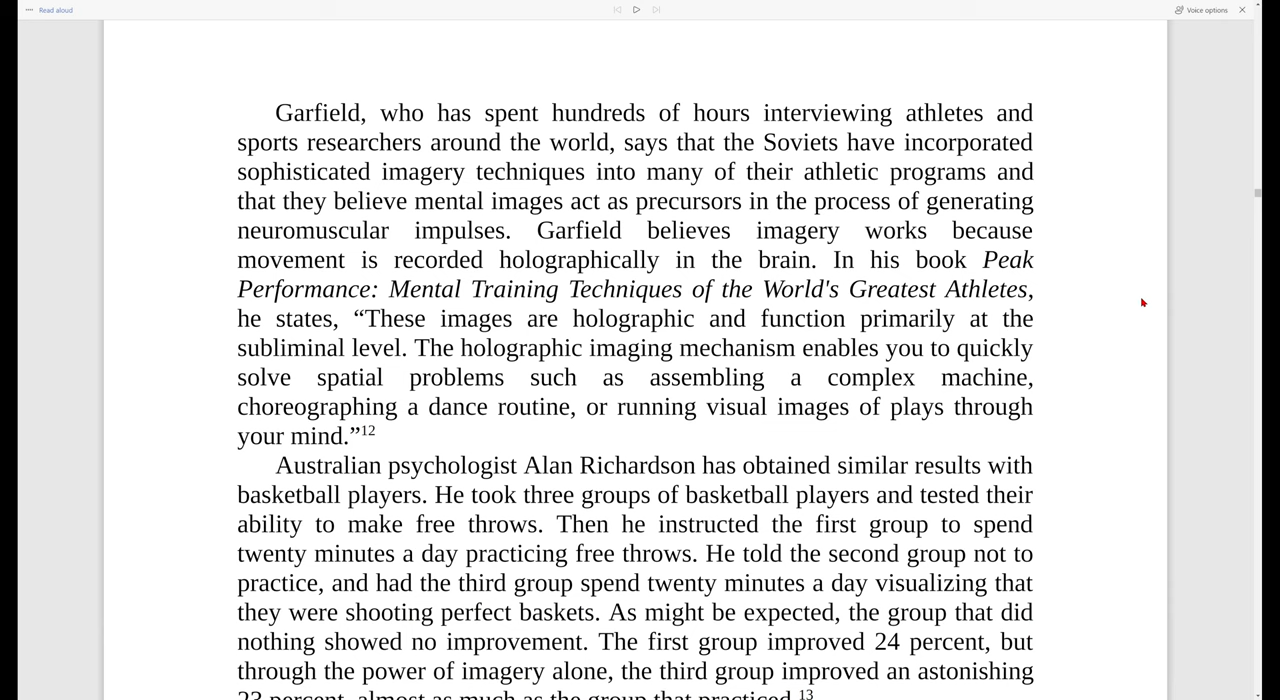 Read aloud
Voice options
Garfield, who has spent hundreds of hours interviewing athletes and
sports researchers around the world, says that the Soviets have incorporated
sophisticated imagery techniques into many of their athletic programs and
that they believe mental images act as precursors in the process of generating
neuromuscular impulses. Garfield believes imagery works because
movement is recorded holographically in the brain. In his book Peak
Performance: Mental Training Techniques of the World's Greatest Athletes,
he states, “These images are holographic and function primarily at the
subliminal level. The holographic imaging mechanism enables you to quickly
solve spatial problems such as assembling a complex machine,
choreographing a dance routine, or running visual images of plays through
your mind.”12
Australian psychologist Alan Richardson has obtained similar results with
basketball players. He took three groups of basketball players and tested their
ability to make free throws. Then he instructed the first group to spend
twenty minutes a day practicing free throws. He told the second group not to
practice, and had the third group spend twenty minutes a day visualizing that
they were shooting perfect baskets. As might be expected, the group that did
nothing showed no improvement. The first group improved 24 percent, but
through the power of imagery alone, the third group improved an astonishing
23 percent, almost as much as the group that practiced.13